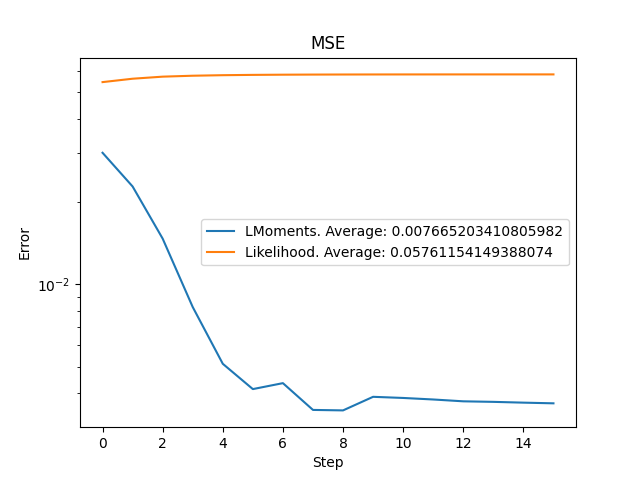 MSE
Error
10⁻²
LMoments. Average: 0.007665203410805982
Likelihood. Average: 0.05761154149388074
0 2 4 6 8 10 12 14
Step